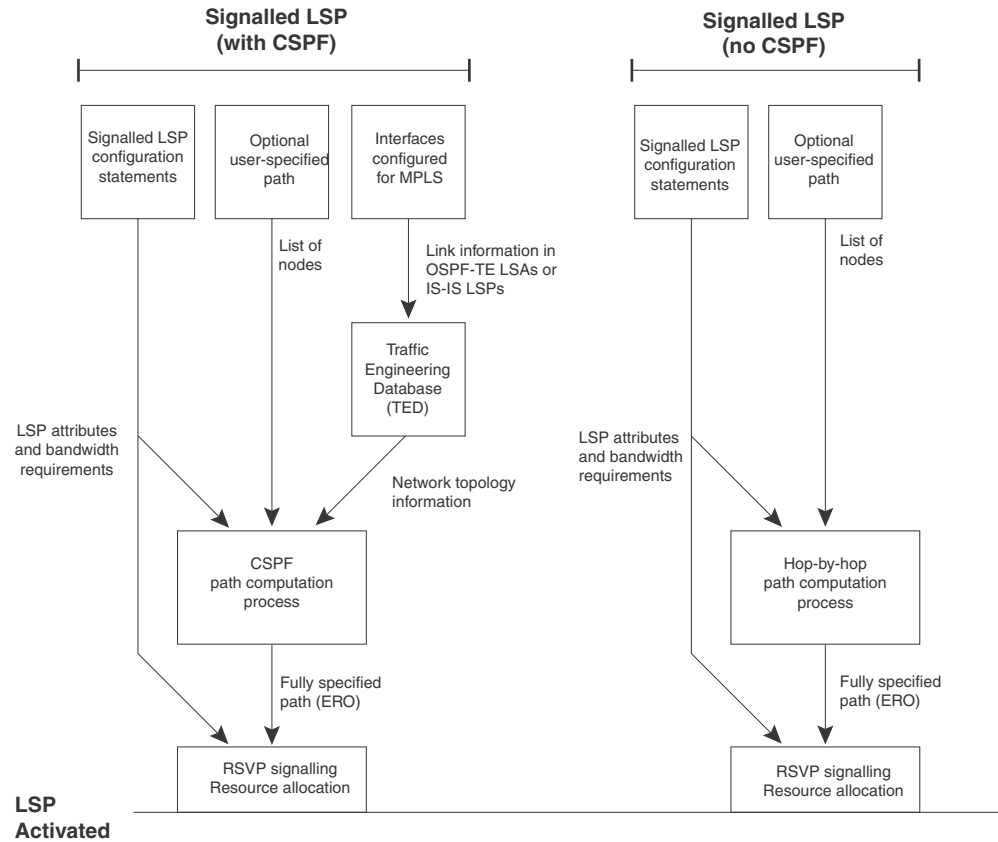 Signalled LSP
(with CSPF)
Signalled LSP
(no CSPF)
Signalled LSP
configuration
statements
Optional
user-specified
path
Interfaces
configured
for MPLS
Signalled LSP
configuration
statements
Optional
user-specified
path
List of
nodes
Link information in
OSPF-TE LSAs or
IS-IS LSPs
List of
nodes
Traffic
Engineering
Database
(TED)
LSP attributes
and bandwidth
requirements
Network topology
information
LSP attributes
and bandwidth
requirements
CSPF
path computation
process
Hop-by-hop
path computation
process
Fully specified
path (ERO)
Fully specified
path (ERO)
RSVP signalling
Resource allocation
RSVP signalling
Resource allocation
LSP
Activated